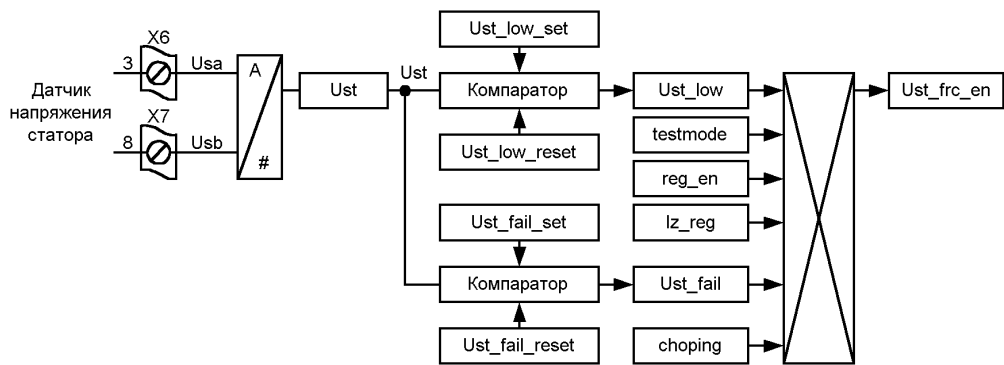 Датчик
напряжения
статора
X6
3
Usa
X7
8
Usb
A
#
Ust
Ust
Ust_low_set
Компаратор
Ust_low_reset
Ust_fail_set
Компаратор
Ust_fail_reset
Ust_low
testmode
reg_en
Iz_reg
Ust_fail
choping
Ust_frc_en